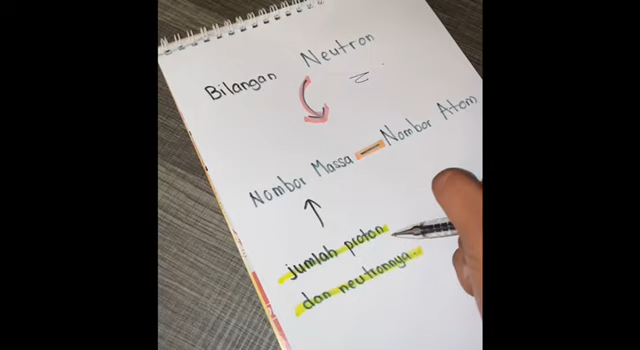 Bilangan Neutron
Nombor Massa - Nombor Atom
jumlah proton
dan neutronnya..